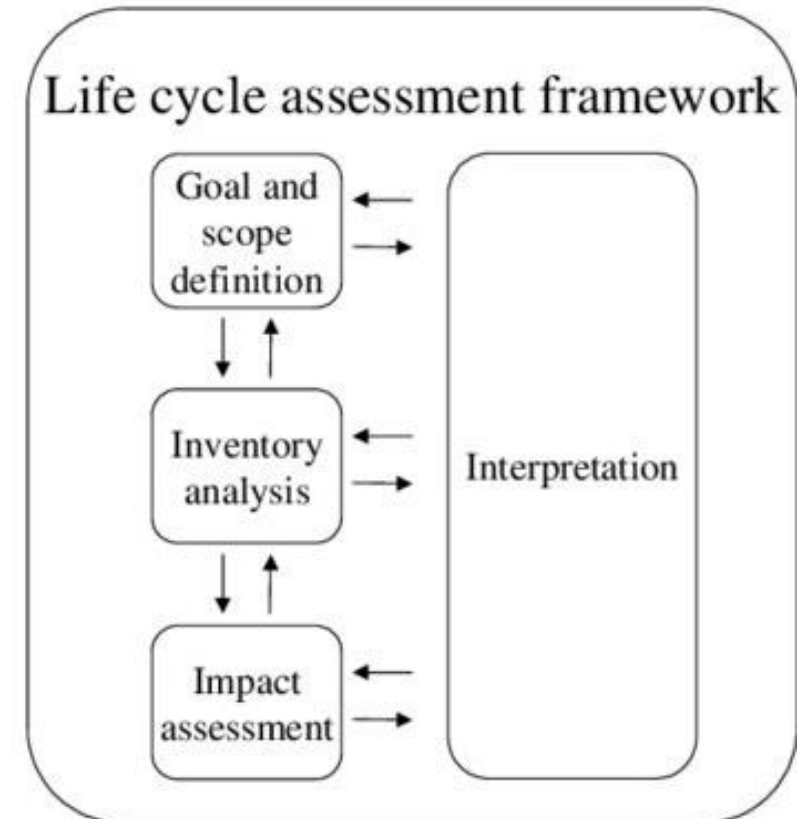 Life cycle assessment framework
Goal and
scope
definition
Inventory
analysis
Interpretation
Impact
assessment